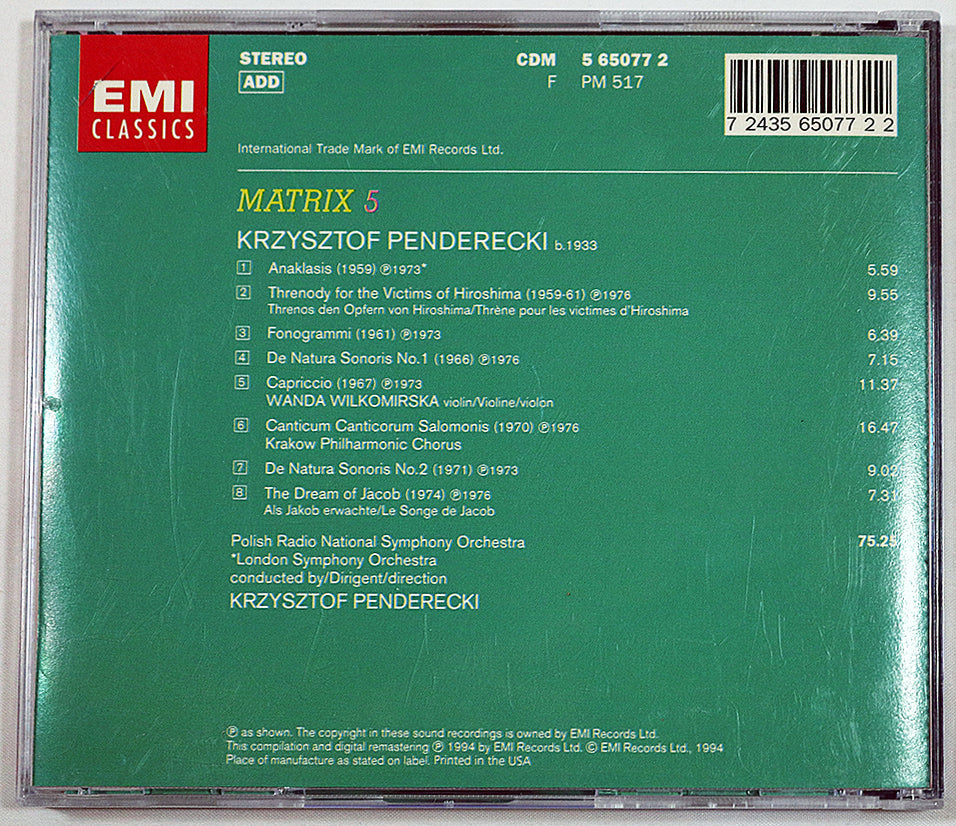 EMI
CLASSICS
STEREO
ADD
CDM 5 65077 2
F PM 517
7 24356 65077 2 2
International Trade Mark of EMI Records Ltd.
MATRIX 5
KRZYSZTOF PENDERECKI b.1933
1 Anaklasis (1959) ℗1973* 5.59
2 Threnody for the Victims of Hiroshima (1959-61) ℗1976 9.55
Threnos den Opfern von Hiroshima/Thrène pour les victimes d'Hiroshima
3 Fonogrammi (1961) ℗1973 6.39
4 De Natura Sonoris No.1 (1966) ℗1976 7.15
5 Capriccio (1967) ℗1973 11.37
WANDA WILKOMIRSKA violin/Violine/violon
6 Canticum Canticorum Salomonis (1970) ℗1976 16.47
Krakow Philharmonic Chorus
7 De Natura Sonoris No.2 (1971) ℗1973 9.02
8 The Dream of Jacob (1974) ℗1976 7.31
Als Jakob erwachte/Le Songe de Jacob
Polish Radio National Symphony Orchestra 75.25
*London Symphony Orchestra
conducted by/Dirigent/direction
KRZYSZTOF PENDERECKI
℗ as shown. The copyright in these sound recordings is owned by EMI Records Ltd.
This compilation and digital remastering ℗ 1994 by EMI Records Ltd. © EMI Records Ltd., 1994
Place of manufacture as stated on label. Printed in the USA